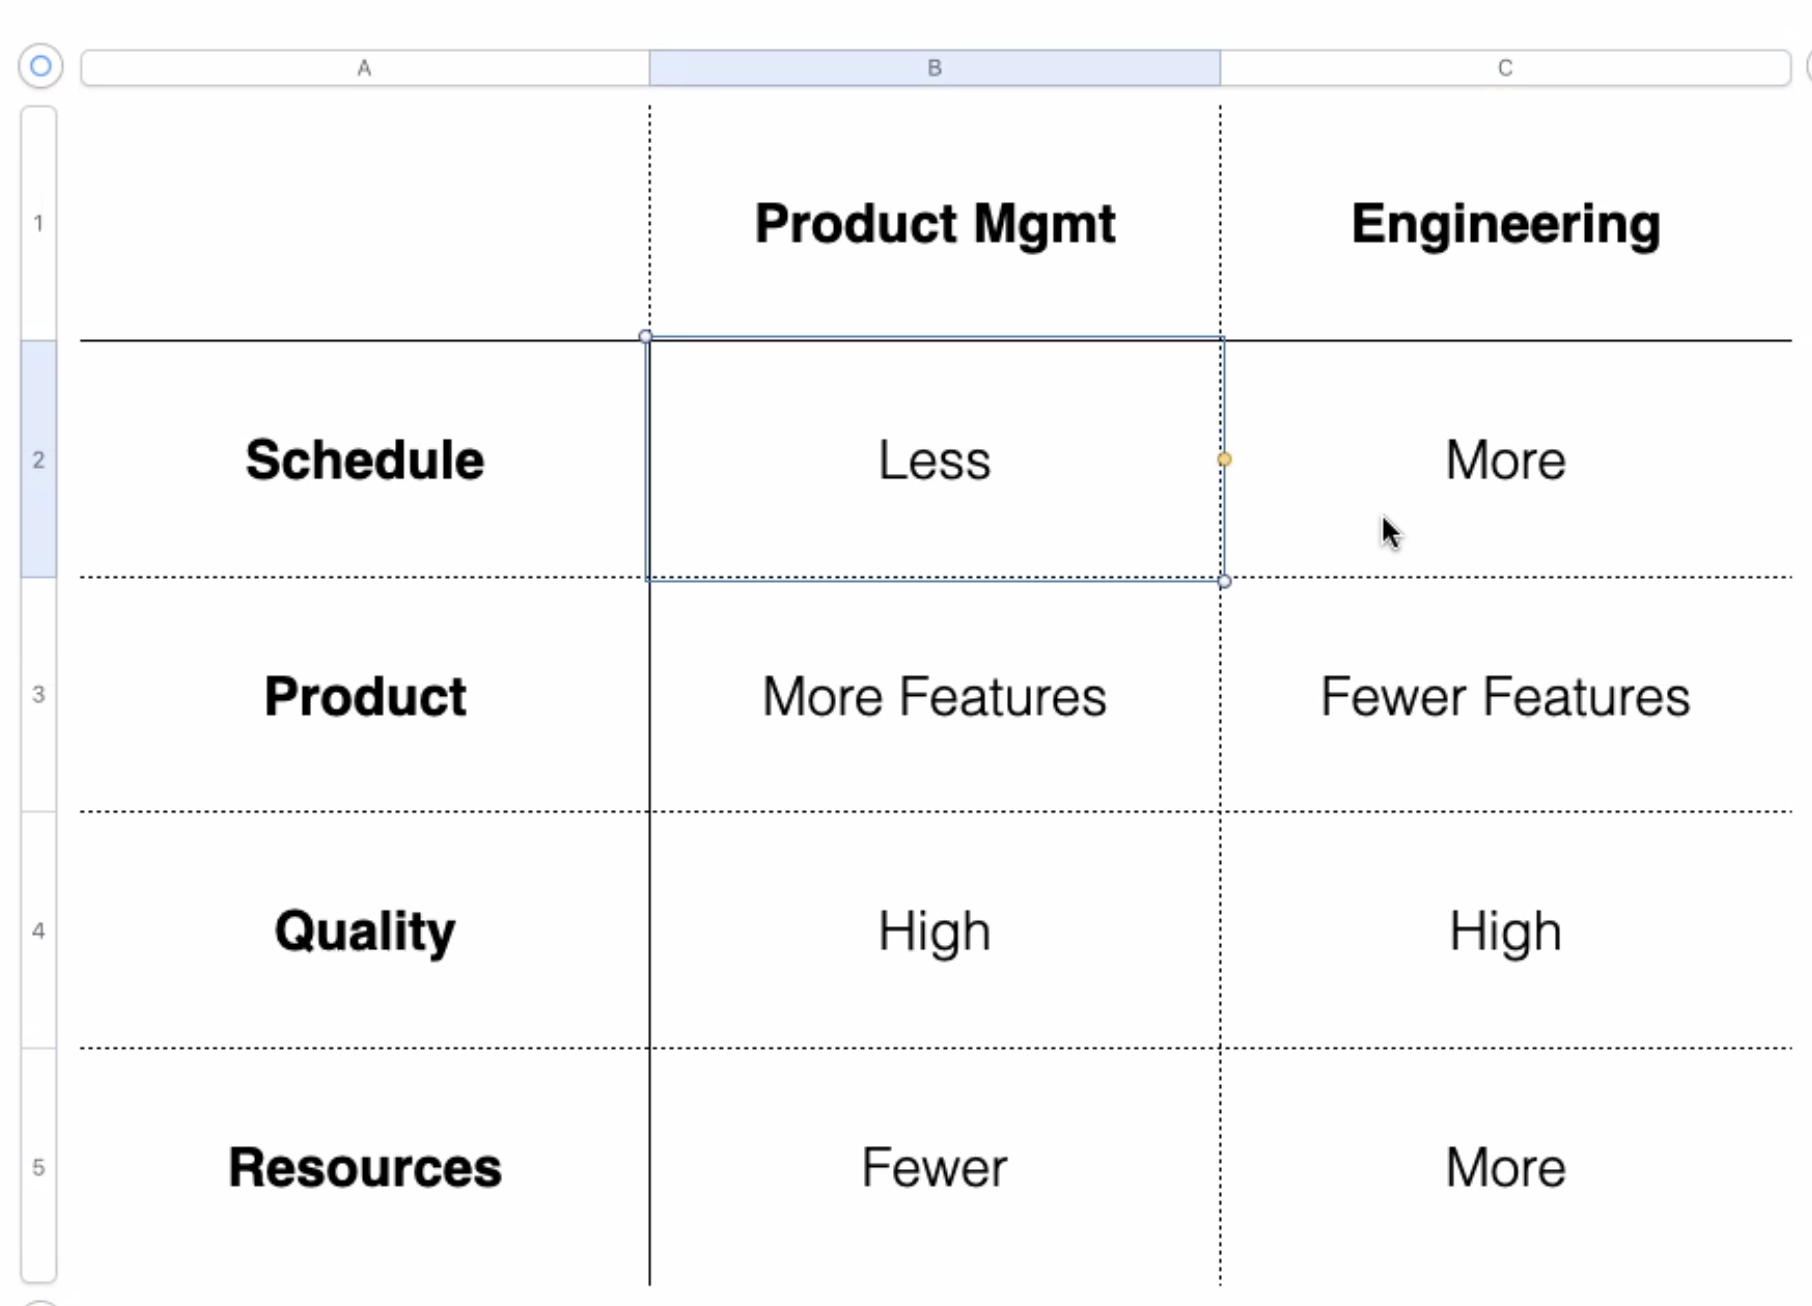 A B C
1
Product Mgmt Engineering
2
Schedule Less More
3
Product More Features Fewer Features
4
Quality High High
5
Resources Fewer More